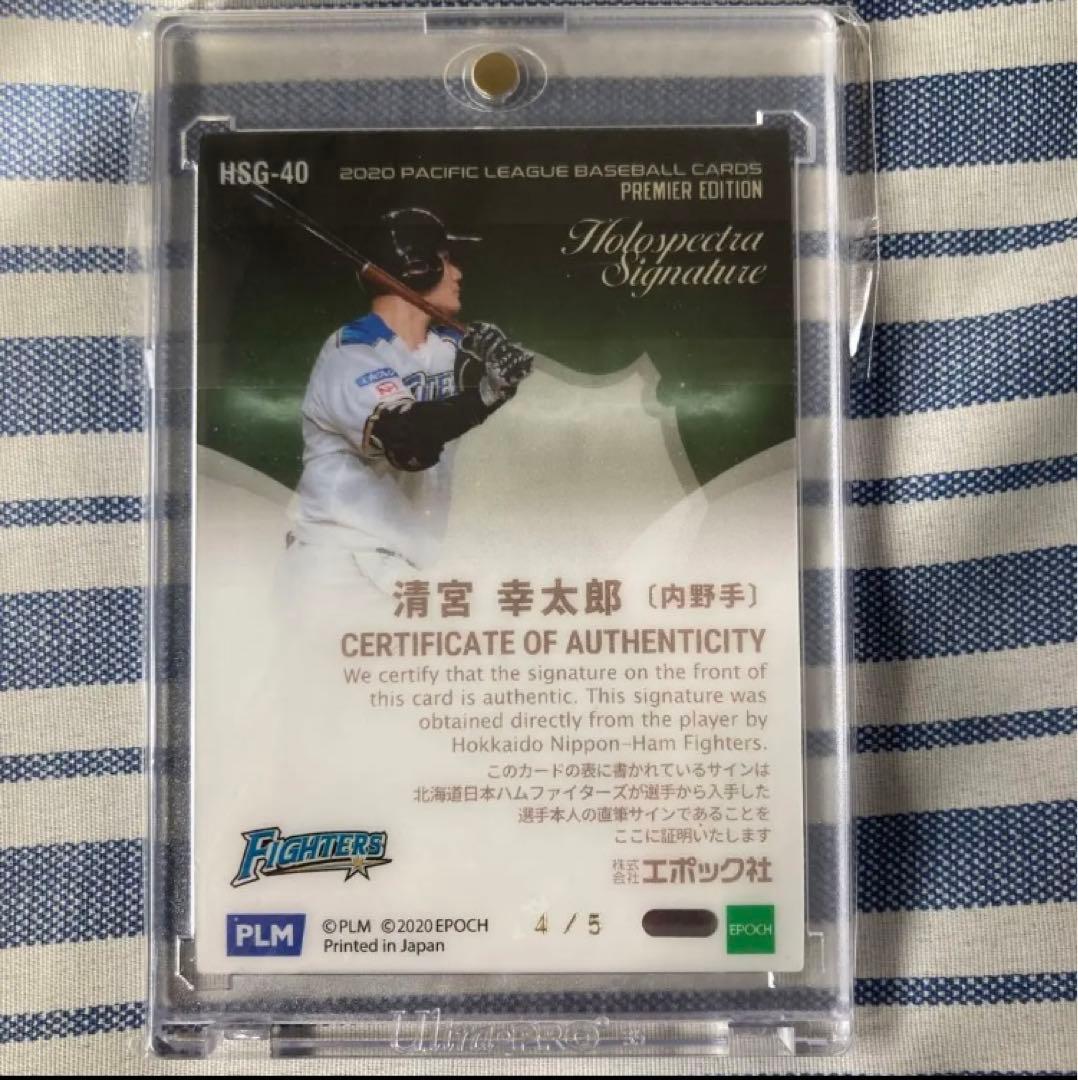 HSG-40
2020 PACIFIC LEAGUE BASEBALL CARDS
PREMIER EDITION
Holospectra
Signature
清宮 幸太郎 〔内野手〕
CERTIFICATE OF AUTHENTICITY
We certify that the signature on the front of
this card is authentic. This signature was
obtained directly from the player by
Hokkaido Nippon-Ham Fighters.
このカードの表に書かれているサインは
北海道日本ハムファイターズが選手から入手した
選手本人の直筆サインであることを
ここに証明いたします
株式会社 エポック社
FIGHTERS
PLM
©PLM ©2020 EPOCH
Printed in Japan
4 / 5
EPOCH
Ultra-PRO